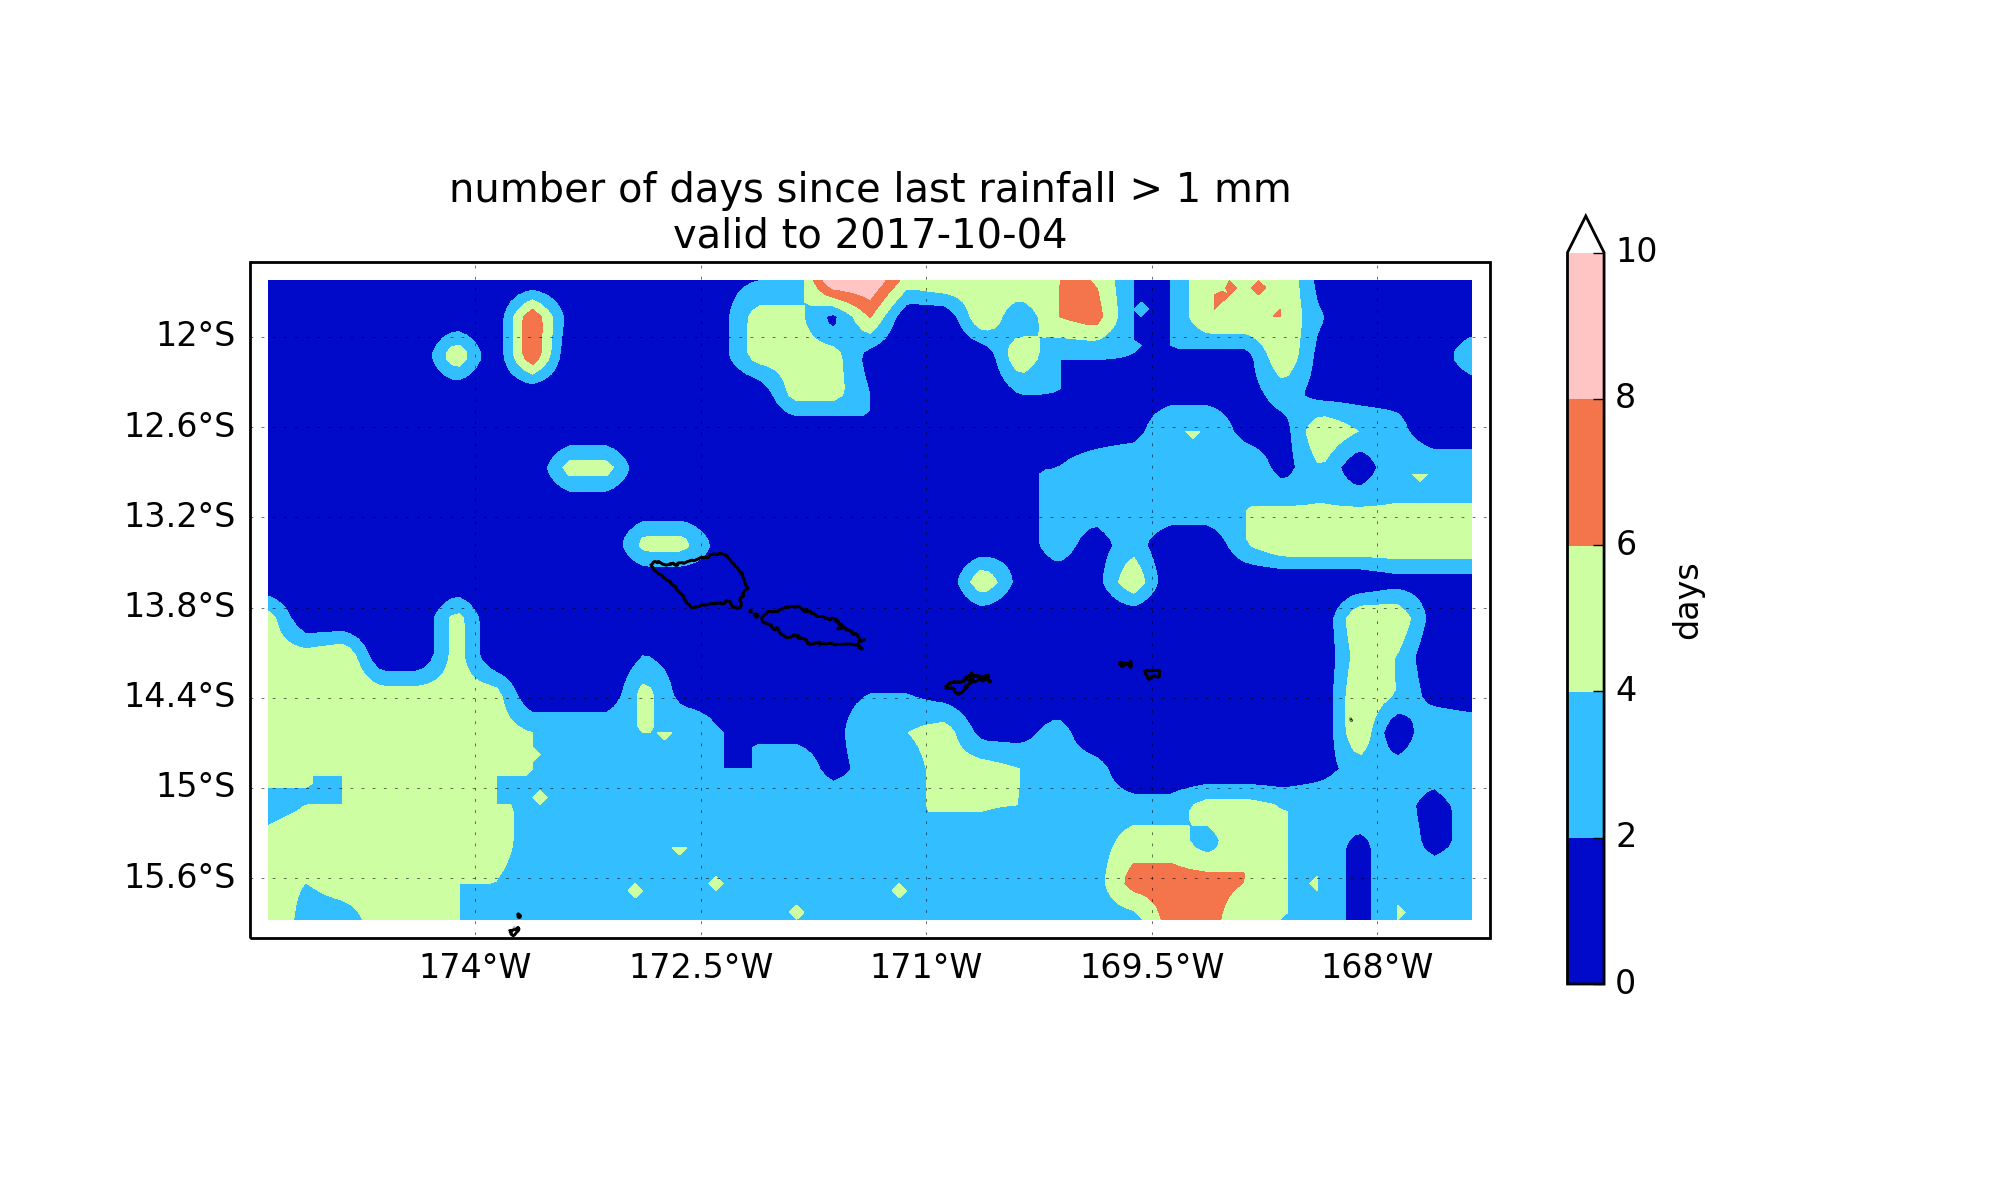 number of days since last rainfall > 1 mm
valid to 2017-10-04
12°S
12.6°S
13.2°S
13.8°S
14.4°S
15°S
15.6°S
174°W
172.5°W
171°W
169.5°W
168°W
10
8
6
4
2
0
days